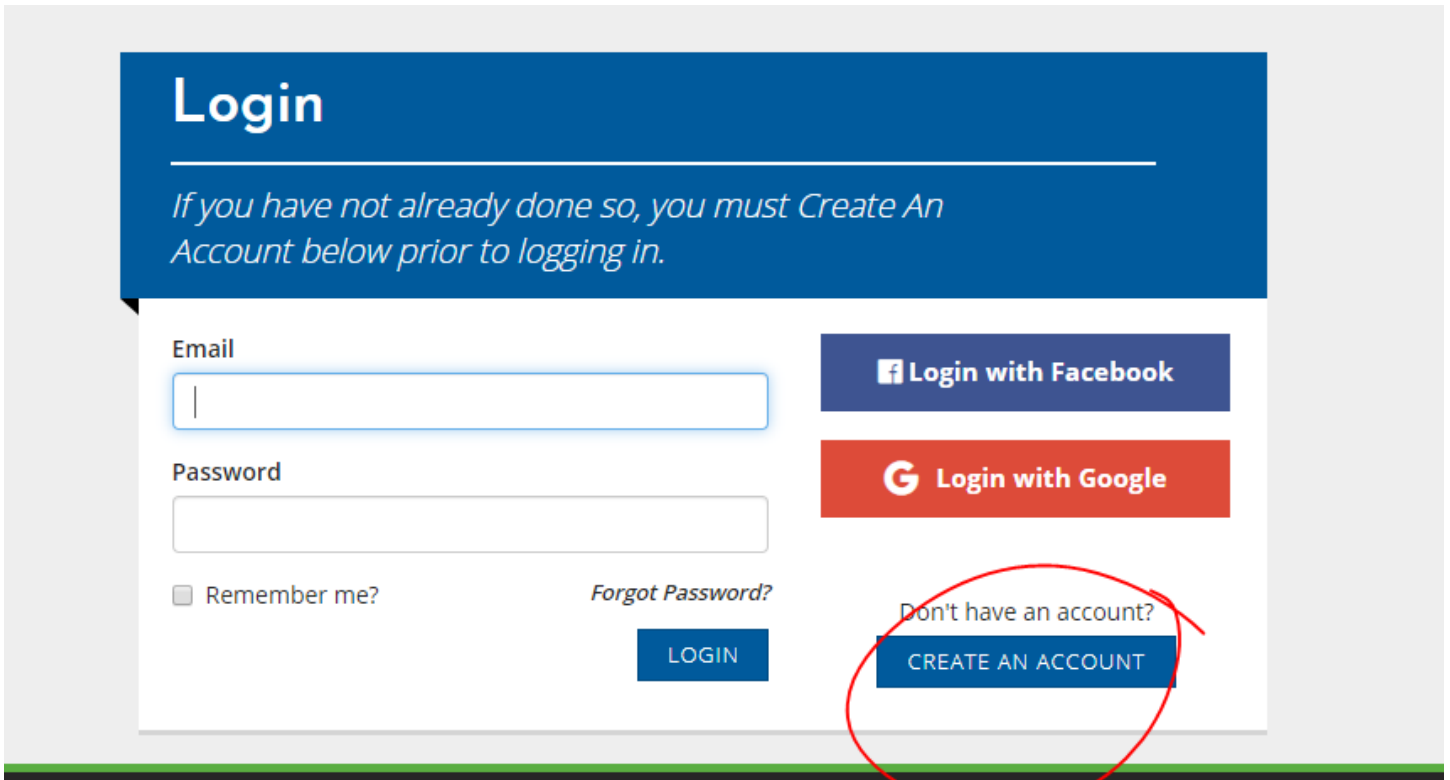 Login
If you have not already done so, you must Create An
Account below prior to logging in.
Email
Password
Remember me?
Forgot Password?
LOGIN
Login with Facebook
Login with Google
Don't have an account?
CREATE AN ACCOUNT